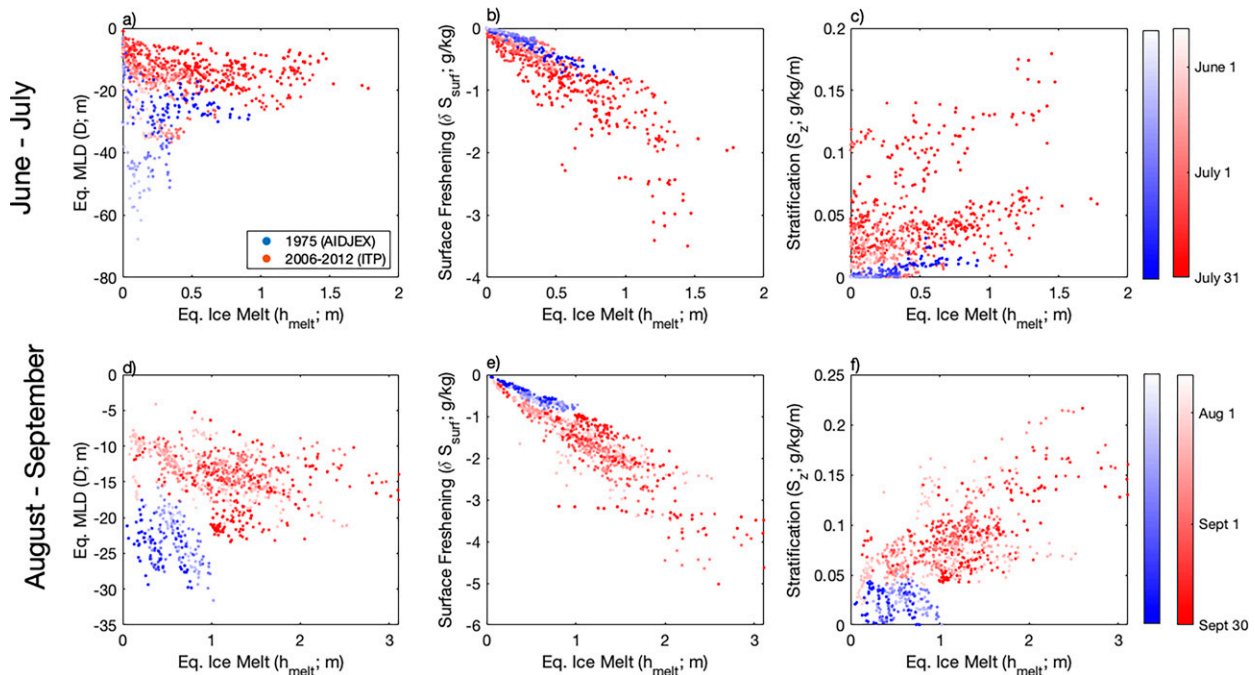 June - July
a)
Eq. MLD (D; m)
0
-20
-40
-60
-80
1975 (AIDJEX)
2006-2012 (ITP)
0 0.5 1 1.5 2
Eq. Ice Melt (h_melt; m)
b)
Surface Freshening (δ S_surf; g/kg)
0
-1
-2
-3
-4
0 0.5 1 1.5 2
Eq. Ice Melt (h_melt; m)
c)
Stratification (S_z; g/kg/m)
0.2
0.15
0.1
0.05
0
0 0.5 1 1.5 2
Eq. Ice Melt (h_melt; m)
June 1
July 1
July 31
August - September
d)
Eq. MLD (D; m)
0
-5
-10
-15
-20
-25
-30
-35
0 1 2 3
Eq. Ice Melt (h_melt; m)
e)
Surface Freshening (δ S_surf; g/kg)
0
-1
-2
-3
-4
-5
-6
0 1 2 3
Eq. Ice Melt (h_melt; m)
f)
Stratification (S_z; g/kg/m)
0.25
0.2
0.15
0.1
0.05
0
0 1 2 3
Eq. Ice Melt (h_melt; m)
Aug 1
Sept 1
Sept 30